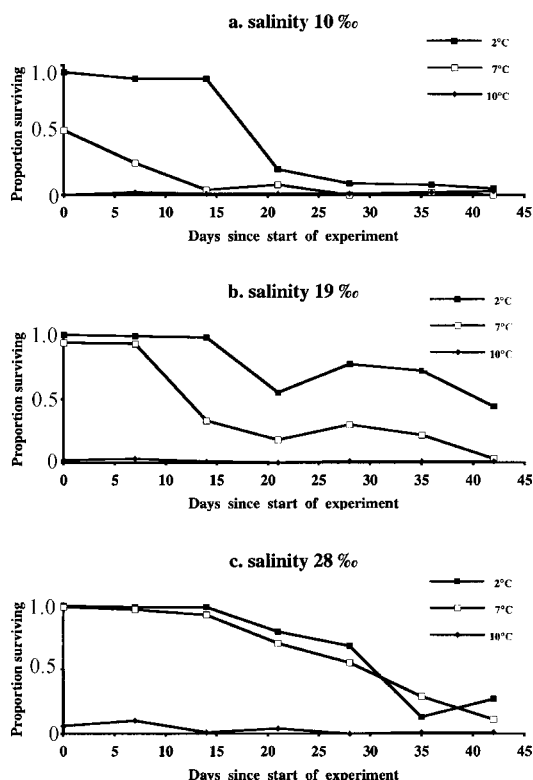 a. salinity 10 ‰
2°C
7°C
10°C
Proportion surviving
1.0
0.5
0
0 5 10 15 20 25 30 35 40 45
Days since start of experiment
b. salinity 19 ‰
2°C
7°C
10°C
Proportion surviving
1.0
0.5
0
0 5 10 15 20 25 30 35 40 45
Days since start of experiment
c. salinity 28 ‰
2°C
7°C
10°C
Proportion surviving
1.0
0.5
0
0 5 10 15 20 25 30 35 40 45
Days since start of experiment